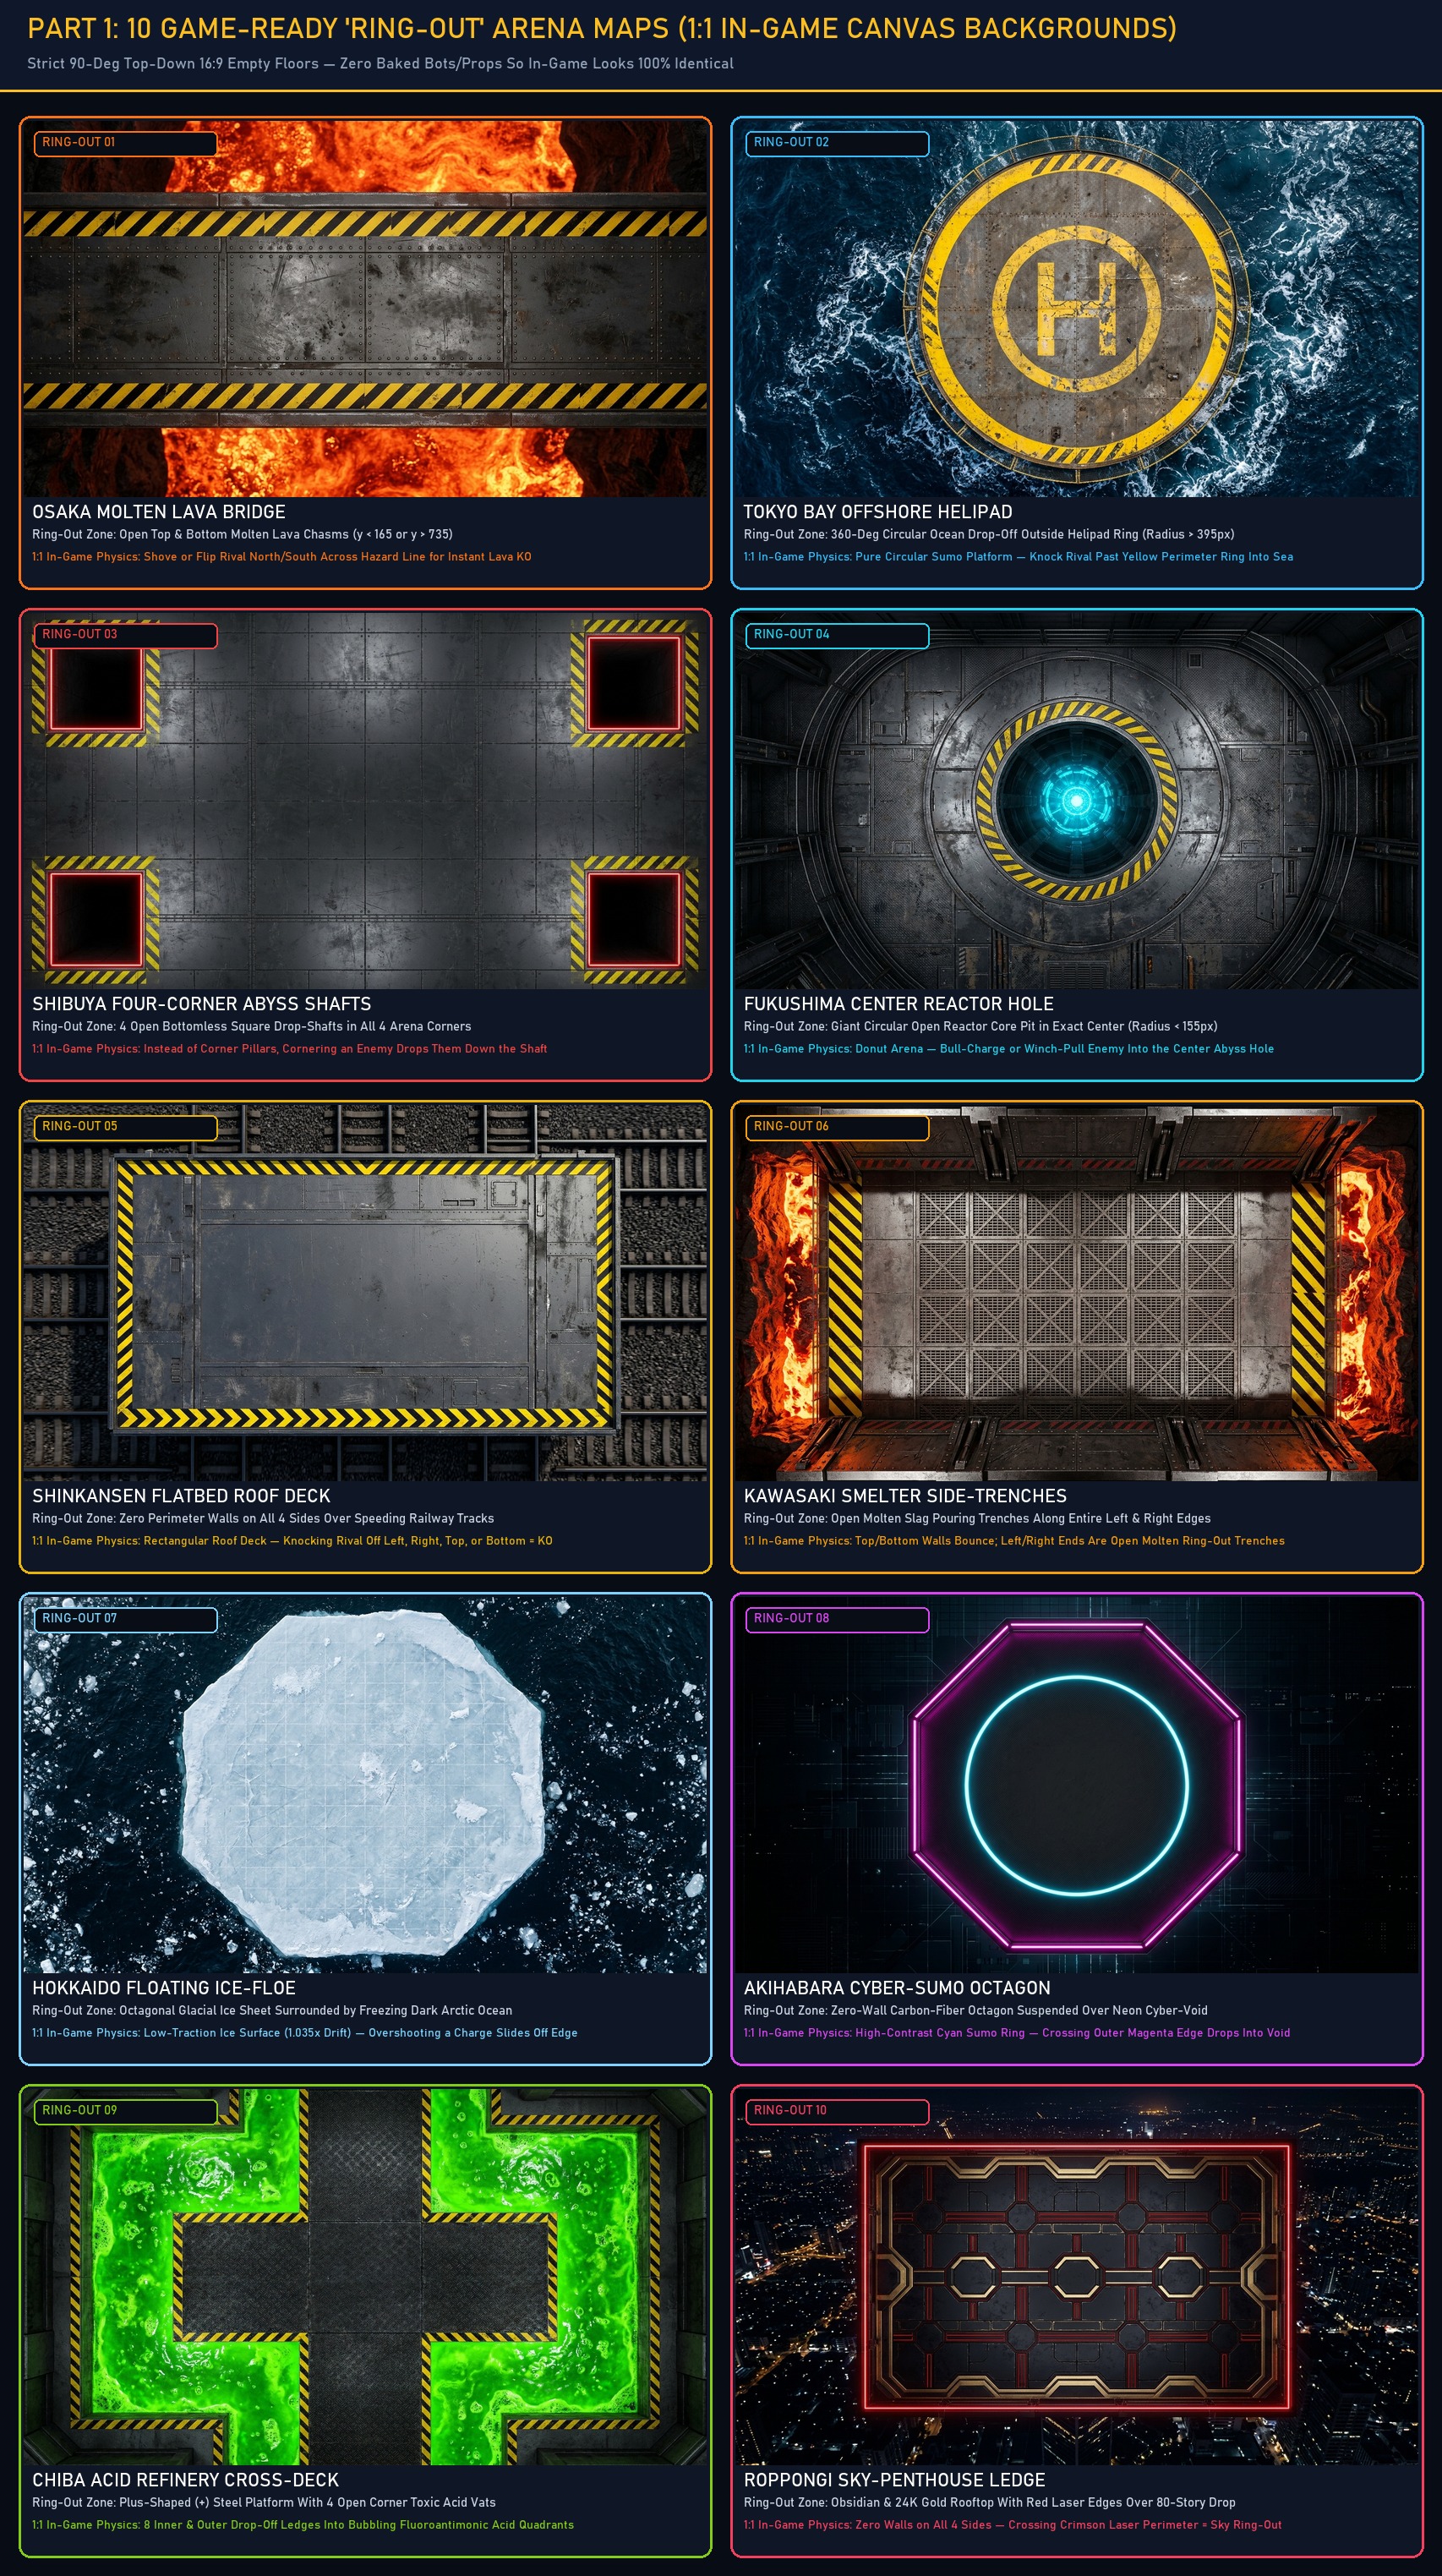 PART 1: 10 GAME-READY 'RING-OUT' ARENA MAPS (1:1 IN-GAME CANVAS BACKGROUNDS)
Strict 90-Deg Top-Down 16:9 Empty Floors — Zero Baked Bots/Props So In-Game Looks 100% Identical
RING-OUT 01
OSAKA MOLTEN LAVA BRIDGE
Ring-Out Zone: Open Top & Bottom Molten Lava Chasms (y < 165 or y > 735)
1:1 In-Game Physics: Shove or Flip Rival North/South Across Hazard Line for Instant Lava KO
RING-OUT 02
H
TOKYO BAY OFFSHORE HELIPAD
Ring-Out Zone: 360-Deg Circular Ocean Drop-Off Outside Helipad Ring (Radius > 395px)
1:1 In-Game Physics: Pure Circular Sumo Platform — Knock Rival Past Yellow Perimeter Ring Into Sea
RING-OUT 03
SHIBUYA FOUR-CORNER ABYSS SHAFTS
Ring-Out Zone: 4 Open Bottomless Square Drop-Shafts in All 4 Arena Corners
1:1 In-Game Physics: Instead of Corner Pillars, Cornering an Enemy Drops Them Down the Shaft
RING-OUT 04
FUKUSHIMA CENTER REACTOR HOLE
Ring-Out Zone: Giant Circular Open Reactor Core Pit in Exact Center (Radius < 155px)
1:1 In-Game Physics: Donut Arena — Bull-Charge or Winch-Pull Enemy Into the Center Abyss Hole
RING-OUT 05
SHINKANSEN FLATBED ROOF DECK
Ring-Out Zone: Zero Perimeter Walls on All 4 Sides Over Speeding Railway Tracks
1:1 In-Game Physics: Rectangular Roof Deck — Knocking Rival Off Left, Right, Top, or Bottom = KO
RING-OUT 06
KAWASAKI SMELTER SIDE-TRENCHES
Ring-Out Zone: Open Molten Slag Pouring Trenches Along Entire Left & Right Edges
1:1 In-Game Physics: Top/Bottom Walls Bounce; Left/Right Ends Are Open Molten Ring-Out Trenches
RING-OUT 07
HOKKAIDO FLOATING ICE-FLOE
Ring-Out Zone: Octagonal Glacial Ice Sheet Surrounded by Freezing Dark Arctic Ocean
1:1 In-Game Physics: Low-Traction Ice Surface (1.035x Drift) — Overshooting a Charge Slides Off Edge
RING-OUT 08
AKIHABARA CYBER-SUMO OCTAGON
Ring-Out Zone: Zero-Wall Carbon-Fiber Octagon Suspended Over Neon Cyber-Void
1:1 In-Game Physics: High-Contrast Cyan Sumo Ring — Crossing Outer Magenta Edge Drops Into Void
RING-OUT 09
CHIBA ACID REFINERY CROSS-DECK
Ring-Out Zone: Plus-Shaped (+) Steel Platform With 4 Open Corner Toxic Acid Vats
1:1 In-Game Physics: 8 Inner & Outer Drop-Off Ledges Into Bubbling Fluoroantimonic Acid Quadrants
RING-OUT 10
ROPPONGI SKY-PENTHOUSE LEDGE
Ring-Out Zone: Obsidian & 24K Gold Rooftop With Red Laser Edges Over 80-Story Drop
1:1 In-Game Physics: Zero Walls on All 4 Sides — Crossing Crimson Laser Perimeter = Sky Ring-Out